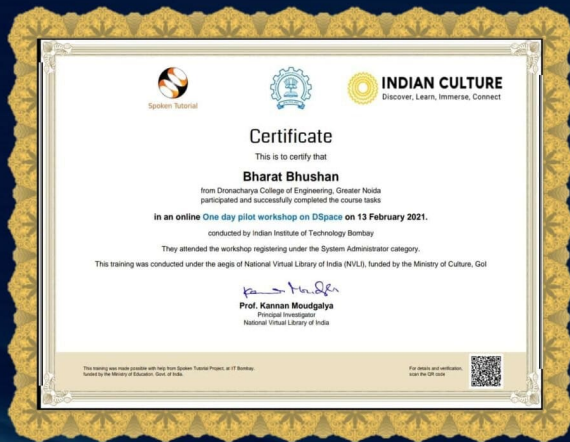 Spoken Tutorial
INDIAN CULTURE
Discover, Learn, Immerse, Connect
Certificate
This is to certify that
Bharat Bhushan
from Dronacharya College of Engineering, Greater Noida
participated and successfully completed the course tasks
in an online One day pilot workshop on DSpace on 13 February 2021.
conducted by Indian Institute of Technology Bombay
They attended the workshop registering under the System Administrator category.
This training was conducted under the aegis of National Virtual Library of India (NVLI), funded by the Ministry of Culture, GoI
Prof. Kannan Moudgalya
Principal Investigator
National Virtual Library of India
This training was made possible with help from Spoken Tutorial Project, at IIT Bombay,
funded by the Ministry of Education, Govt. of India.
For details and verification,
scan the QR code